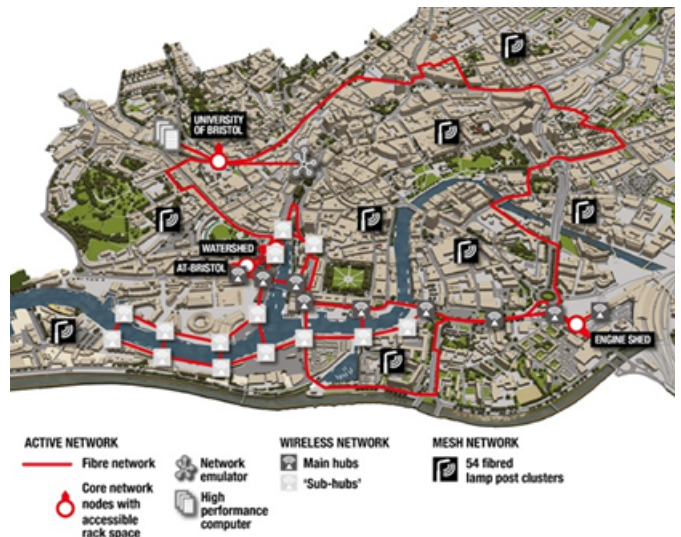 UNIVERSITY
OF BRISTOL
WATERSHED
AT-BRISTOL
ENGINE SHED
ACTIVE NETWORK
Fibre network
Core network
nodes with
accessible
rack space
Network
emulator
High
performance
computer
WIRELESS NETWORK
Main hubs
‘Sub-hubs’
MESH NETWORK
54 fibred
lamp post clusters